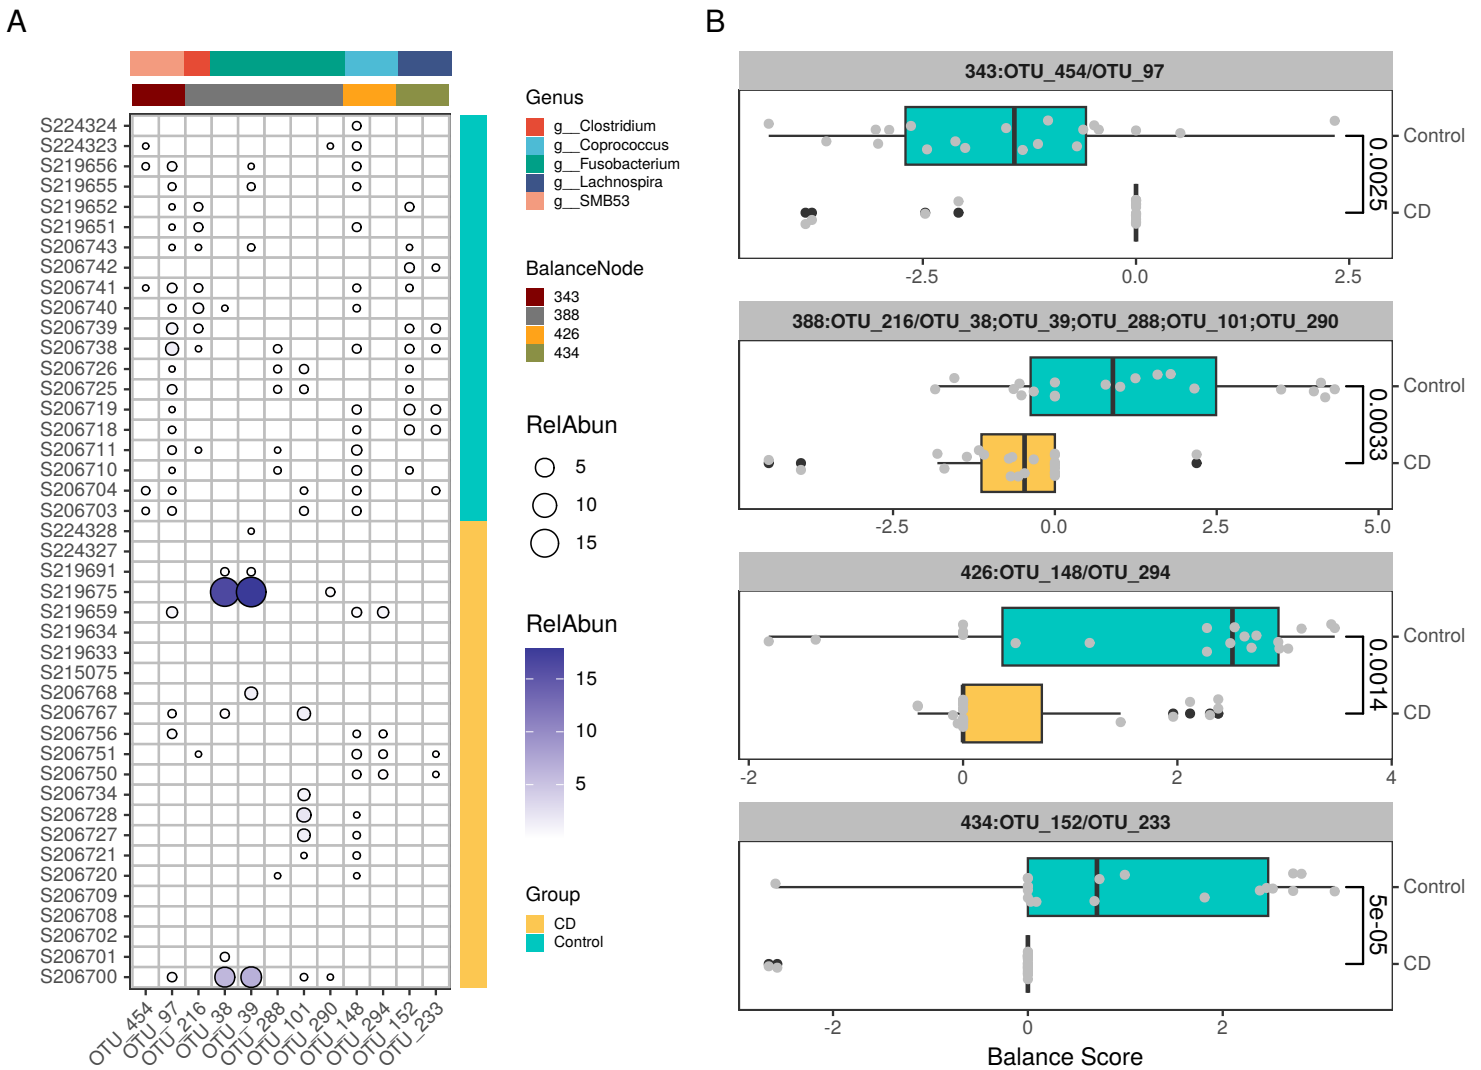 A
S224324
S224323
S219656
S219655
S219652
S219651
S206743
S206742
S206741
S206740
S206739
S206738
S206726
S206725
S206719
S206718
S206711
S206710
S206704
S206703
S224328
S224327
S219691
S219675
S219659
S219634
S219633
S215075
S206768
S206767
S206756
S206751
S206750
S206734
S206728
S206727
S206721
S206720
S206709
S206708
S206702
S206701
S206700
OTU_454
OTU_97
OTU_216
OTU_38
OTU_39
OTU_288
OTU_101
OTU_290
OTU_148
OTU_294
OTU_152
OTU_233
Genus
g__Clostridium
g__Coprococcus
g__Fusobacterium
g__Lachnospira
g__SMB53
BalanceNode
343
388
426
434
RelAbun
5
10
15
RelAbun
15
10
5
Group
CD
Control
B
343:OTU_454/OTU_97
Control
CD
0.0025
-2.5 0.0 2.5
388:OTU_216/OTU_38;OTU_39;OTU_288;OTU_101;OTU_290
Control
CD
0.0033
-2.5 0.0 2.5 5.0
426:OTU_148/OTU_294
Control
CD
0.0014
-2 0 2 4
434:OTU_152/OTU_233
Control
CD
5e-05
-2 0 2
Balance Score